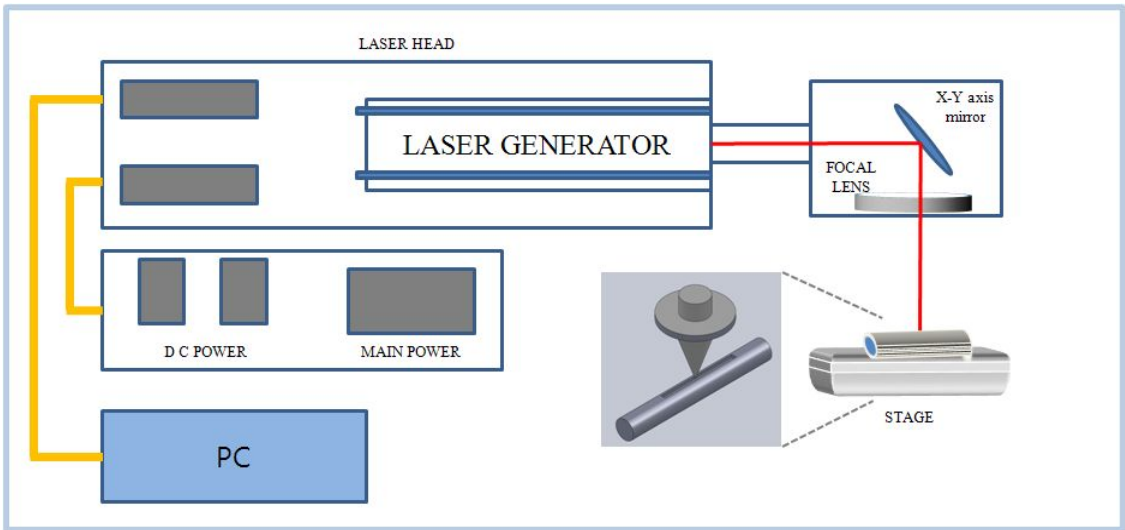 LASER HEAD
X-Y axis
mirror
LASER GENERATOR
FOCAL
LENS
D C POWER
MAIN POWER
STAGE
PC